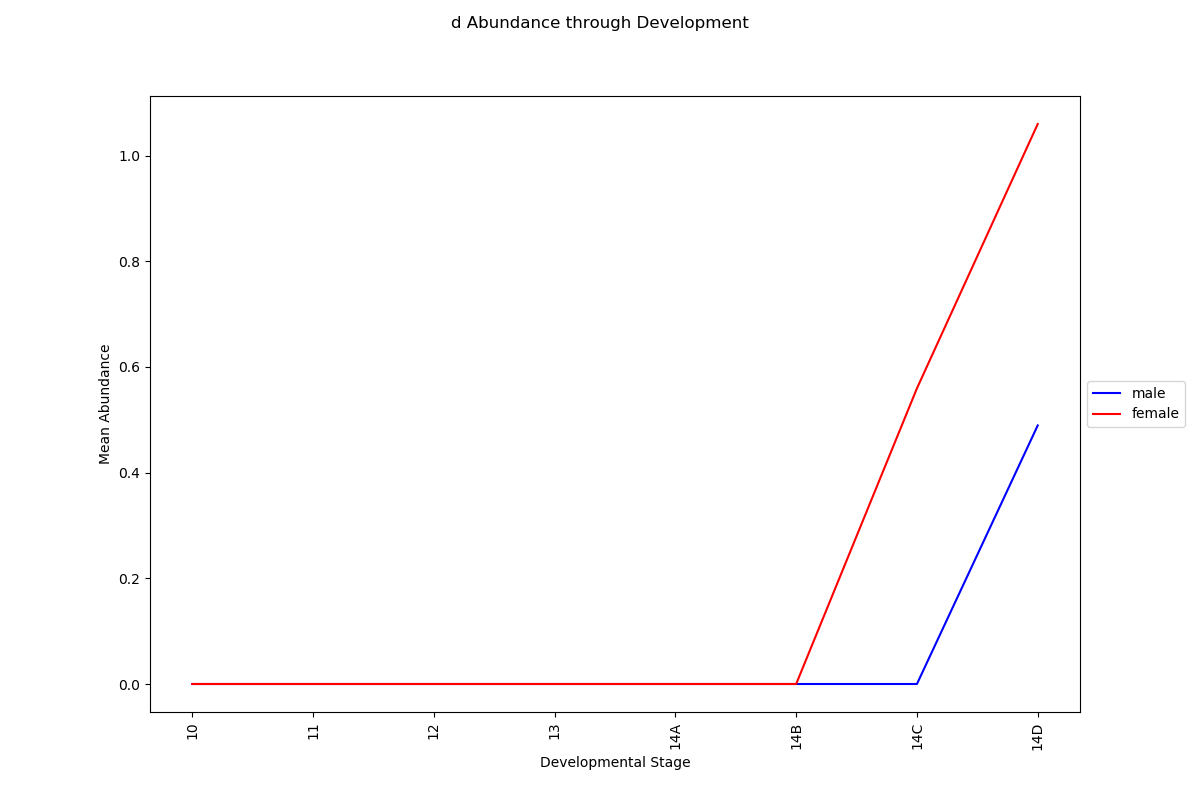 d Abundance through Development
Mean Abundance
1.0
0.8
0.6
0.4
0.2
0.0
10
11
12
13
14A
14B
14C
14D
Developmental Stage
male
female